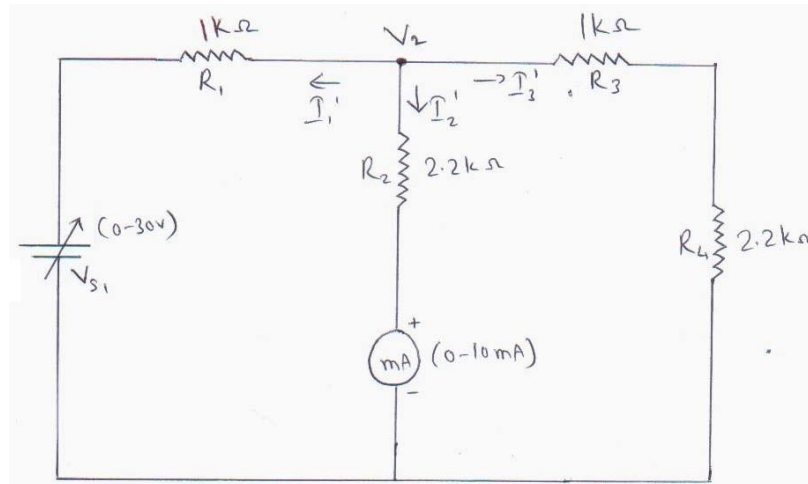 1kΩ
V₂
1kΩ
R₁
I₁'
I₂'
I₃'
R₃
R₂ 2.2kΩ
(0-30v)
Vs₁
R₄ 2.2kΩ
+
mA (0-10mA)
-